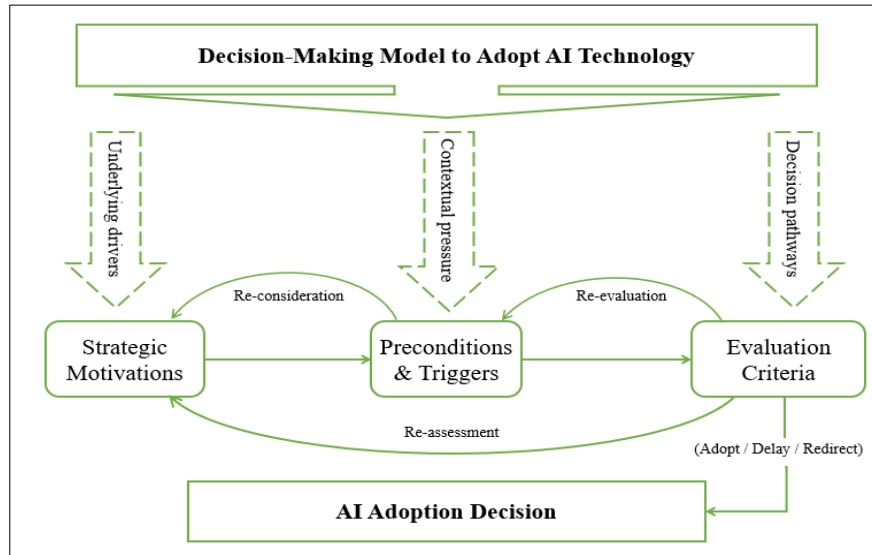 Decision-Making Model to Adopt AI Technology
Underlying drivers
Contextual pressure
Decision pathways
Re-consideration
Re-evaluation
Strategic
Motivations
Preconditions
& Triggers
Evaluation
Criteria
Re-assessment
(Adopt / Delay / Redirect)
AI Adoption Decision